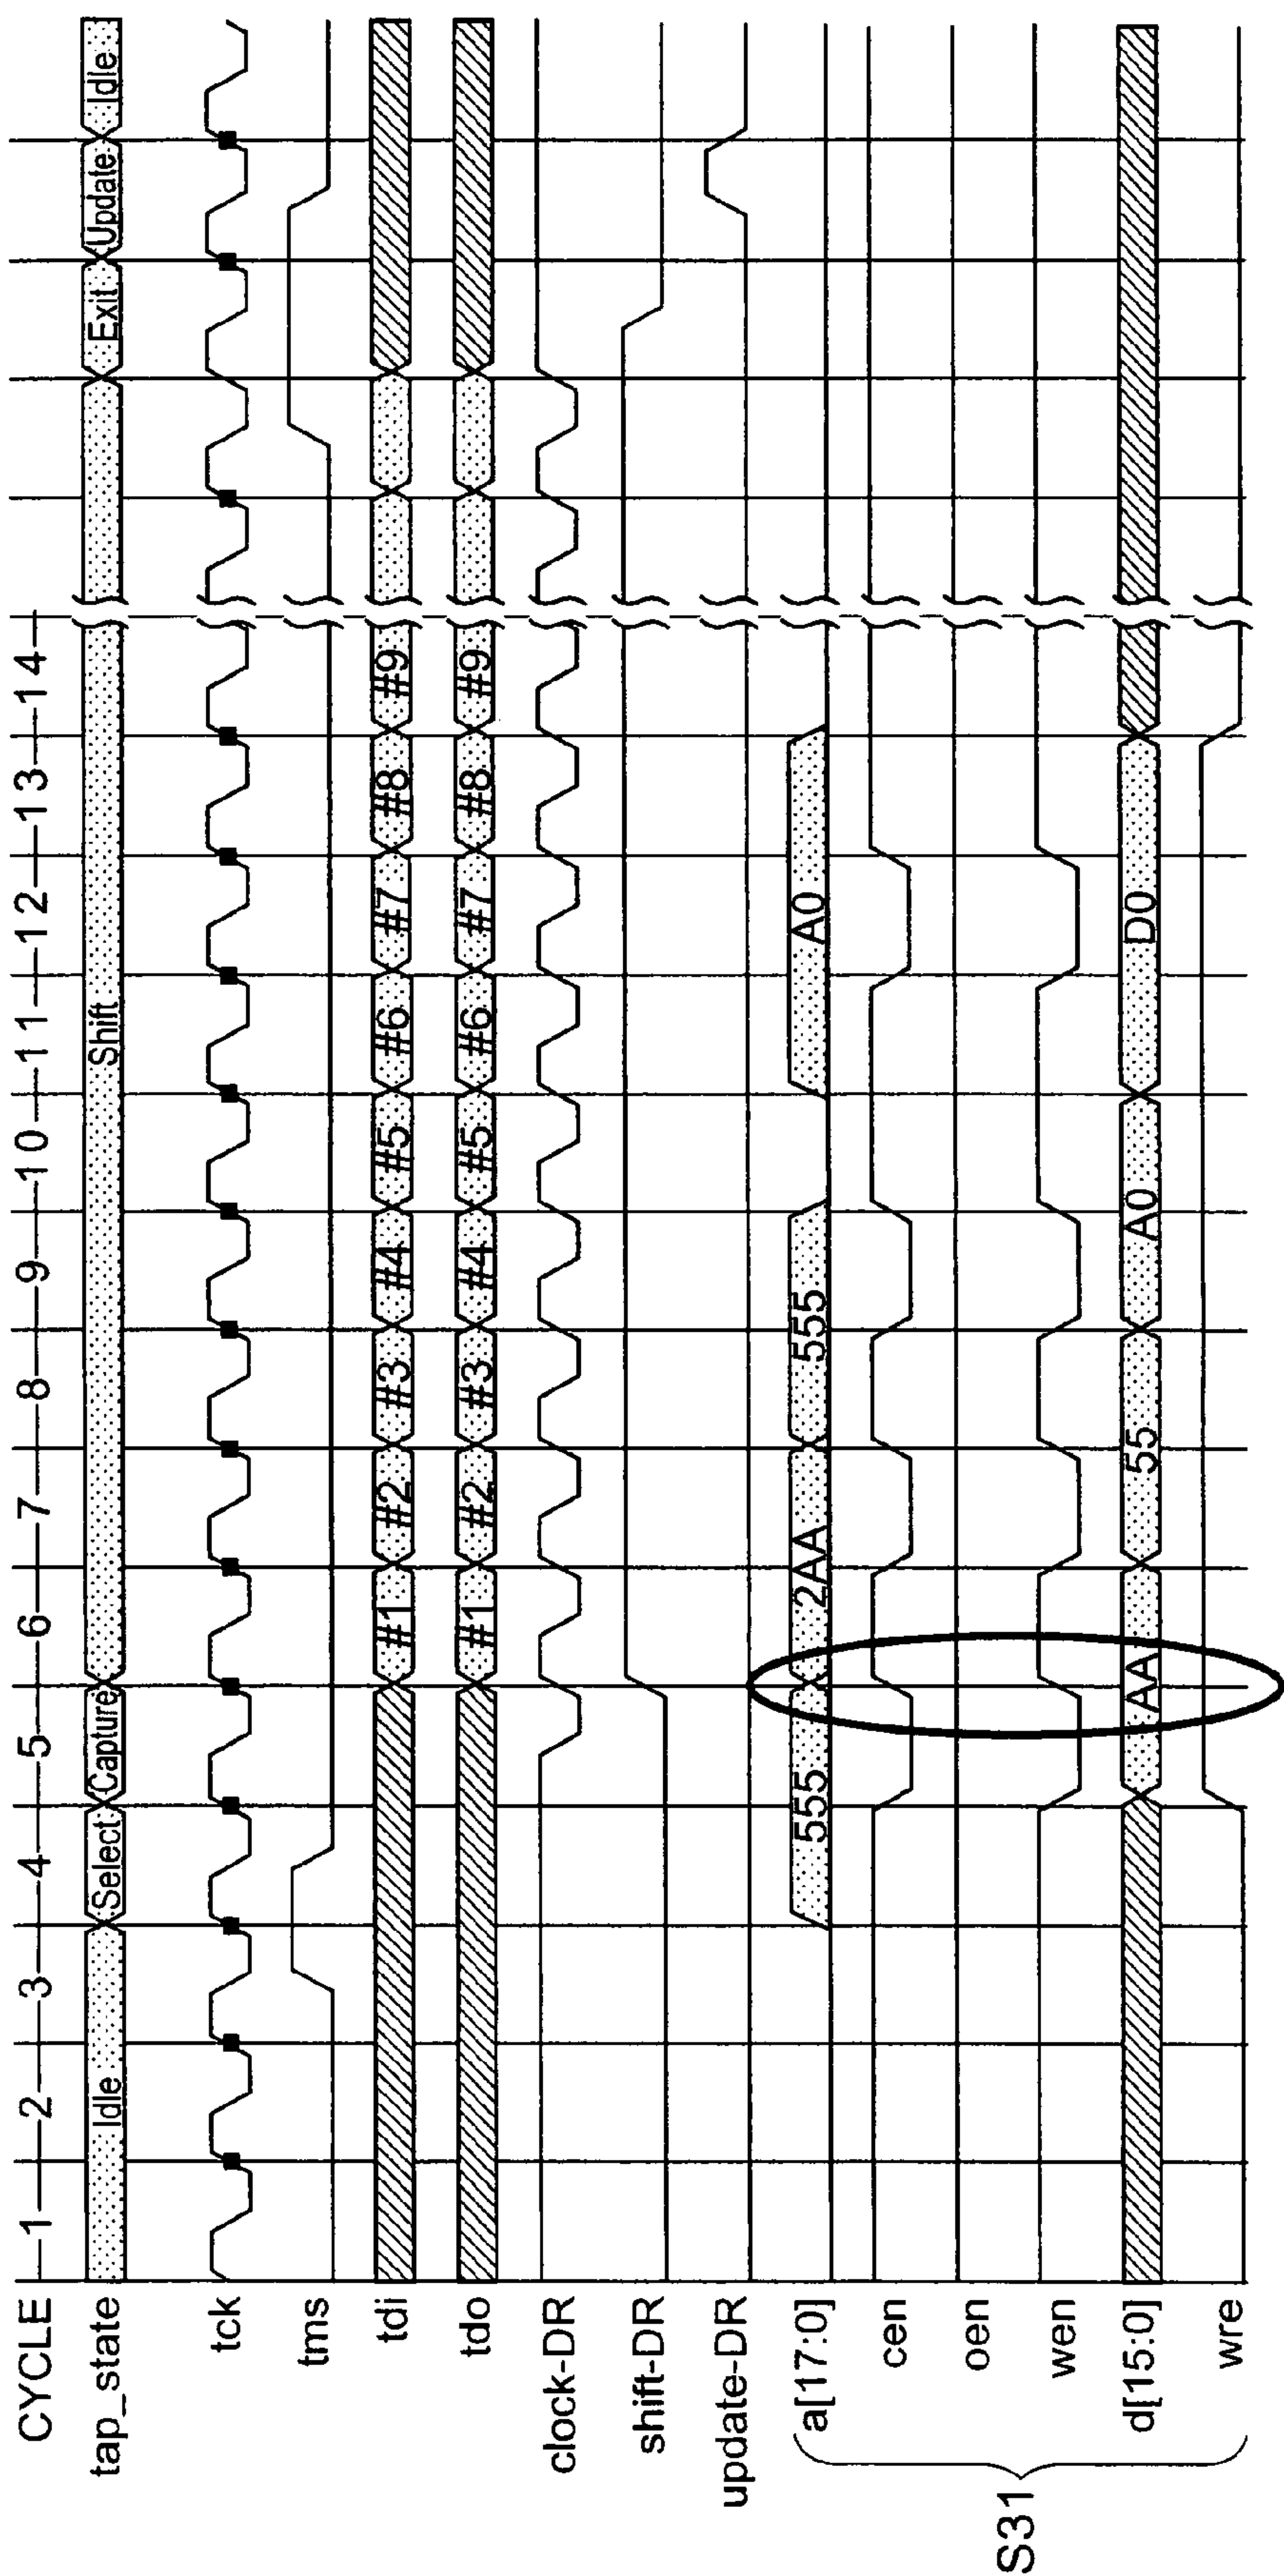 CYCLE 1 2 3 4 5 6 7 8 9 10 11 12 13 14
tap_state Idle Select Capture Shift Exit Update Idle
tck
tms
tdi #1 #2 #3 #4 #5 #6 #7 #8 #9
tdo #1 #2 #3 #4 #5 #6 #7 #8 #9
clock-DR
shift-DR
update-DR
a[17:0] 555 2AA 555 A0
cen
oen
wen
d[15:0] AA 55 A0 D0
wre
S31